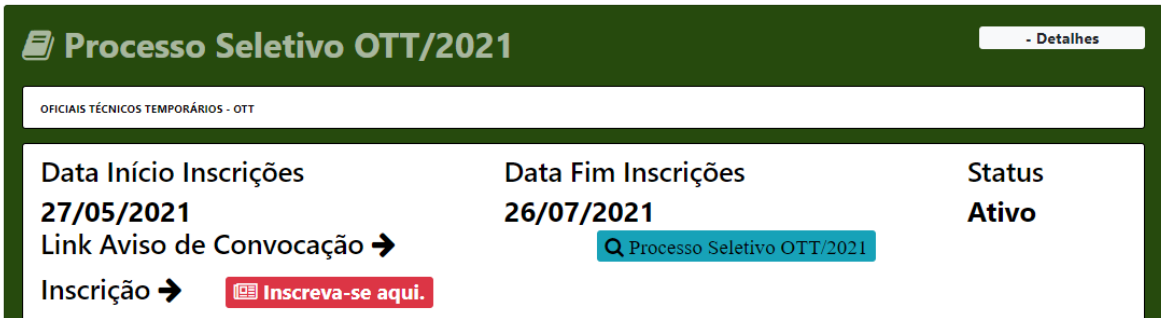 Processo Seletivo OTT/2021
- Detalhes
OFICIAIS TÉCNICOS TEMPORÁRIOS - OTT
Data Início Inscrições Data Fim Inscrições Status
27/05/2021 26/07/2021 Ativo
Link Aviso de Convocação → Processo Seletivo OTT/2021
Inscrição → Inscreva-se aqui.